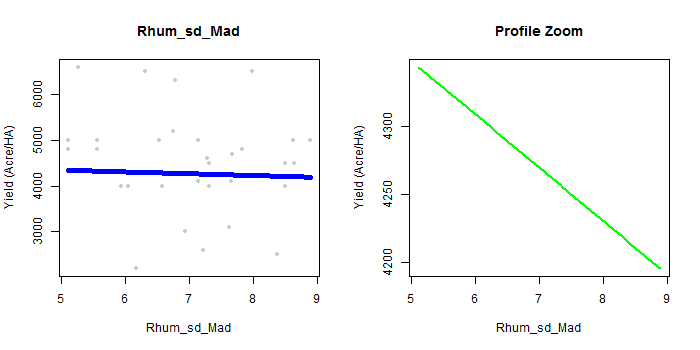 Rhum_sd_Mad
Yield (Acre/HA)
6000
5000
4000
3000
5
6
7
8
9
Rhum_sd_Mad
Profile Zoom
Yield (Acre/HA)
4300
4250
4200
5
6
7
8
9
Rhum_sd_Mad